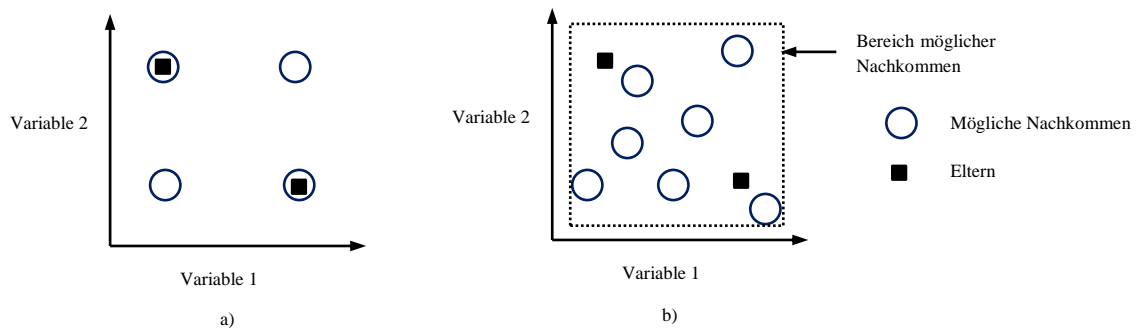 Variable 2
Variable 1
a)
Variable 2
Variable 1
b)
Bereich möglicher
Nachkommen
Mögliche Nachkommen
Eltern